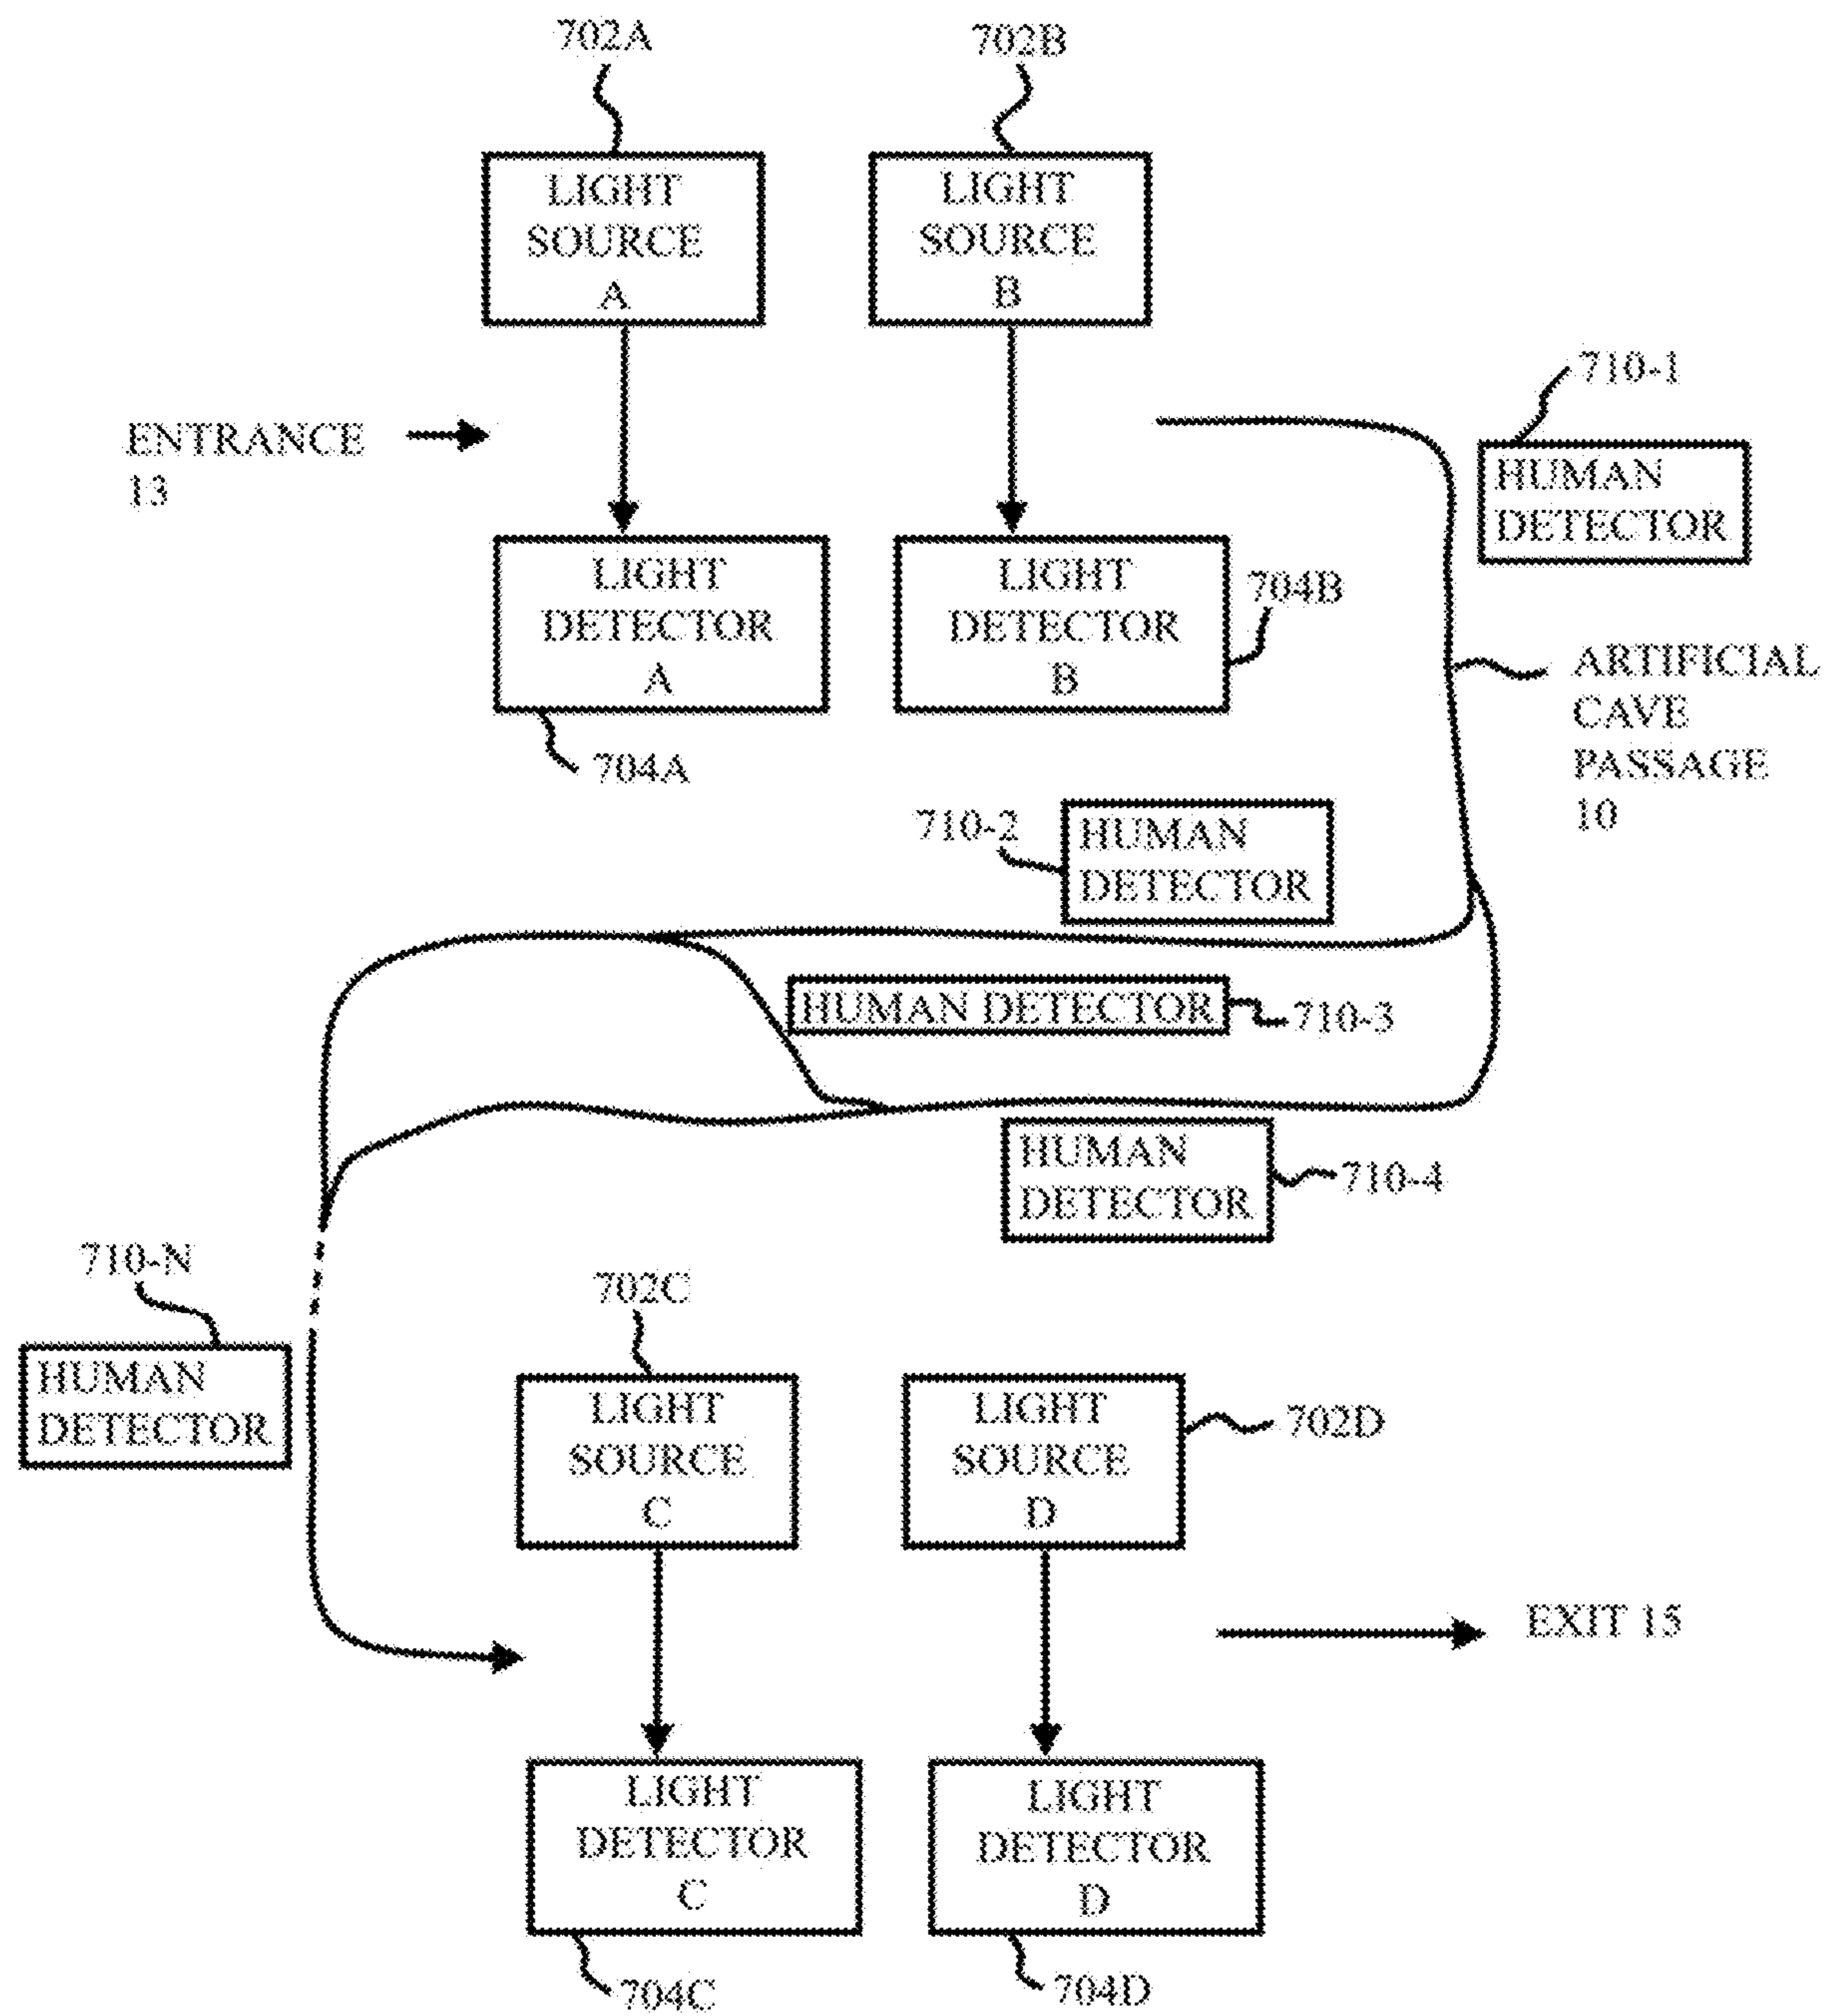 702A
702B
LIGHT
SOURCE
A
LIGHT
SOURCE
B
710-1
HUMAN
DETECTOR
ENTRANCE
13
LIGHT
DETECTOR
A
LIGHT
DETECTOR
B
704B
704A
ARTIFICIAL
CAVE
PASSAGE
10
710-2
HUMAN
DETECTOR
HUMAN DETECTOR
710-3
HUMAN
DETECTOR
710-4
710-N
HUMAN
DETECTOR
702C
LIGHT
SOURCE
C
LIGHT
SOURCE
D
702D
EXIT 15
LIGHT
DETECTOR
C
LIGHT
DETECTOR
D
704C
704D